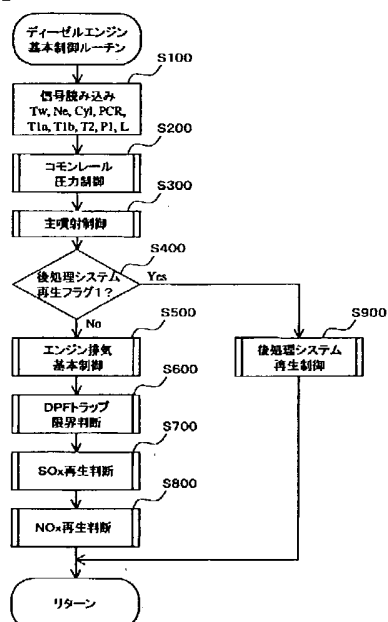 ディーゼルエンジン
基本制御ルーチン
S100
信号読み込み
Tw, Ne, Cyl, PCR,
T1a, T1b, T2, P1, L
S200
コモンレール
圧力制御
S300
主噴射制御
S400
後処理システム
再生フラグ1?
Yes
No
S500
エンジン排気
基本制御
S900
後処理システム
再生制御
S600
DPFトラップ
限界判断
S700
SOx再生判断
S800
NOx再生判断
リターン